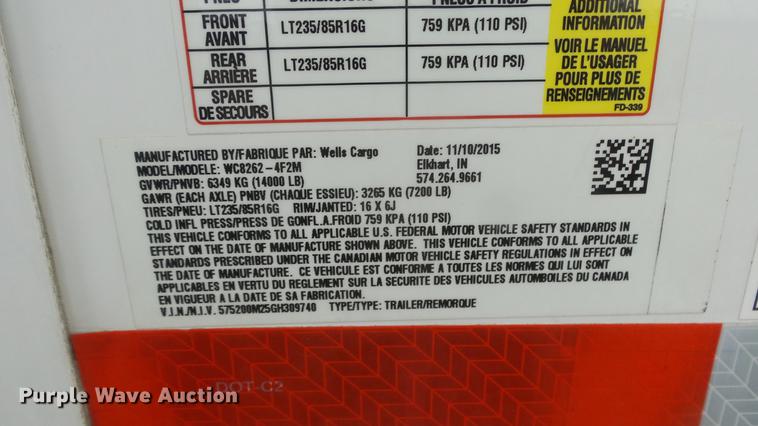 FRONT
AVANT
LT235/85R16G
759 KPA (110 PSI)
REAR
ARRIÈRE
LT235/85R16G
759 KPA (110 PSI)
SPARE
DE SECOURS
ADDITIONAL
INFORMATION
VOIR LE MANUEL
DE L'USAGER
POUR PLUS DE
RENSEIGNEMENTS
FD-339
MANUFACTURED BY/FABRIQUE PAR: Wells Cargo Date: 11/10/2015
MODEL/MODELE: WC8262-4F2M Elkhart, IN
GVWR/PNVB: 6349 KG (14000 LB) 574.264.9661
GAWR (EACH AXLE) PNBV (CHAQUE ESSIEU): 3265 KG (7200 LB)
TIRES/PNEU: LT235/85R16G RIM/JANTED: 16 X 6J
COLD INFL PRESS/PRESS DE GONFL.A.FROID 759 KPA (110 PSI)
THIS VEHICLE CONFORMS TO ALL APPLICABLE U.S. FEDERAL MOTOR VEHICLE SAFETY STANDARDS IN
EFFECT ON THE DATE OF MANUFACTURE SHOWN ABOVE. THIS VEHICLE CONFORMS TO ALL APPLICABLE
STANDARDS PRESCRIBED UNDER THE CANADIAN MOTOR VEHICLE SAFETY REGULATIONS IN EFFECT ON
THE DATE OF MANUFACTURE. CE VEHICULE EST CONFORME A TOUTES LES NORMES QUI LUI SONT
APPLICABLES EN VERTU DU REGLEMENT SUR LA SECURITE DES VEHICULES AUTOMBOILES DU CANADA
EN VIGUEUR A LA DATE DE SA FABRICATION.
V.I.N./N.I.V. 575200M25GH309740 TYPE/TYPE: TRAILER/REMORQUE
DOT-C2
Purple Wave Auction